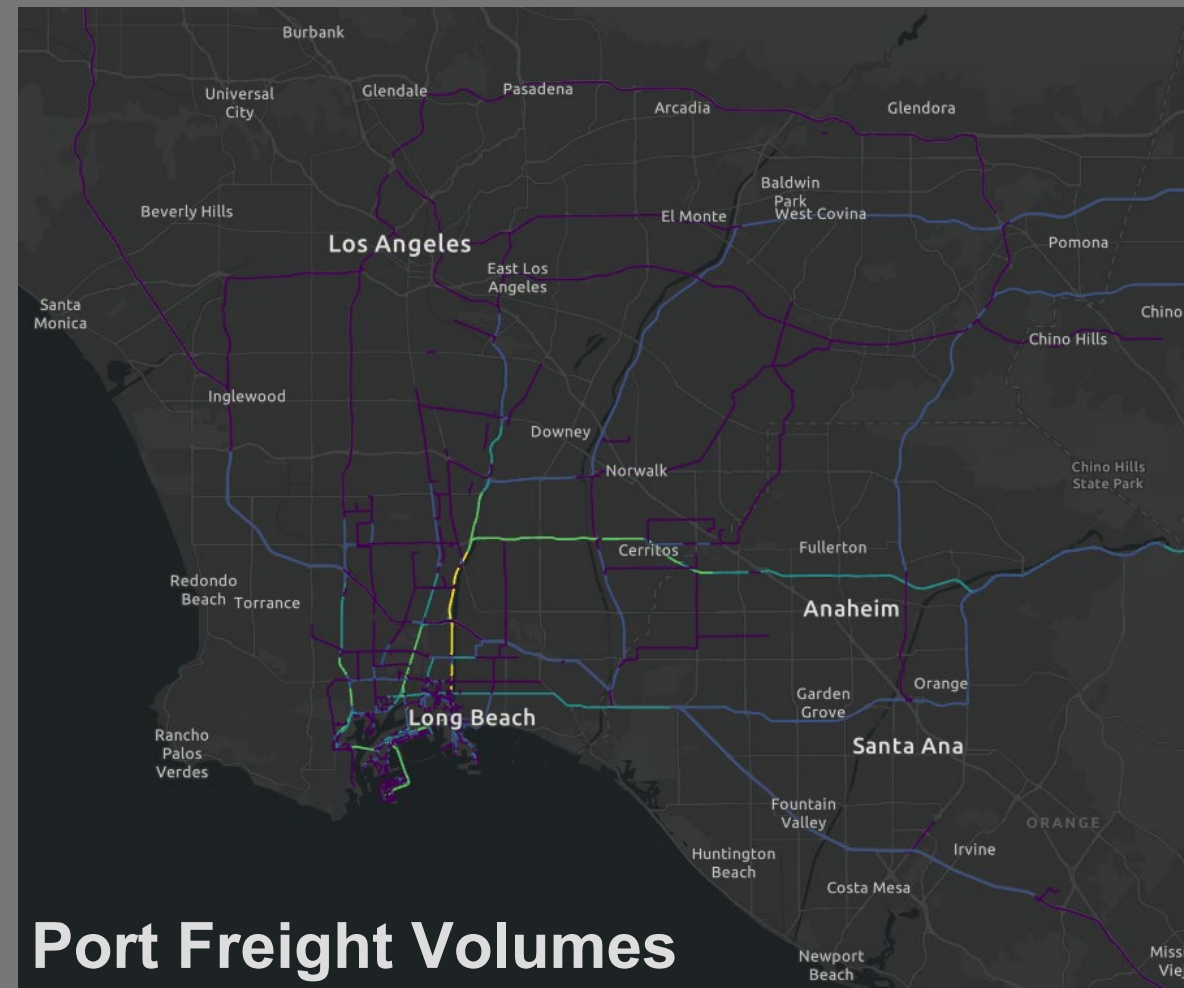 Burbank
Universal
City
Glendale
Pasadena
Arcadia
Glendora
Beverly Hills
Baldwin
Park
El Monte
West Covina
Los Angeles
Pomona
East Los
Angeles
Santa
Monica
Chino
Chino Hills
Inglewood
Downey
Norwalk
Chino Hills
State Park
Cerritos
Fullerton
Redondo
Beach
Torrance
Anaheim
Orange
Garden
Grove
Long Beach
Santa Ana
Rancho
Palos
Verdes
Fountain
Valley
ORANGE
Irvine
Huntington
Beach
Costa Mesa
Port Freight Volumes
Newport
Beach
Miss
Vie